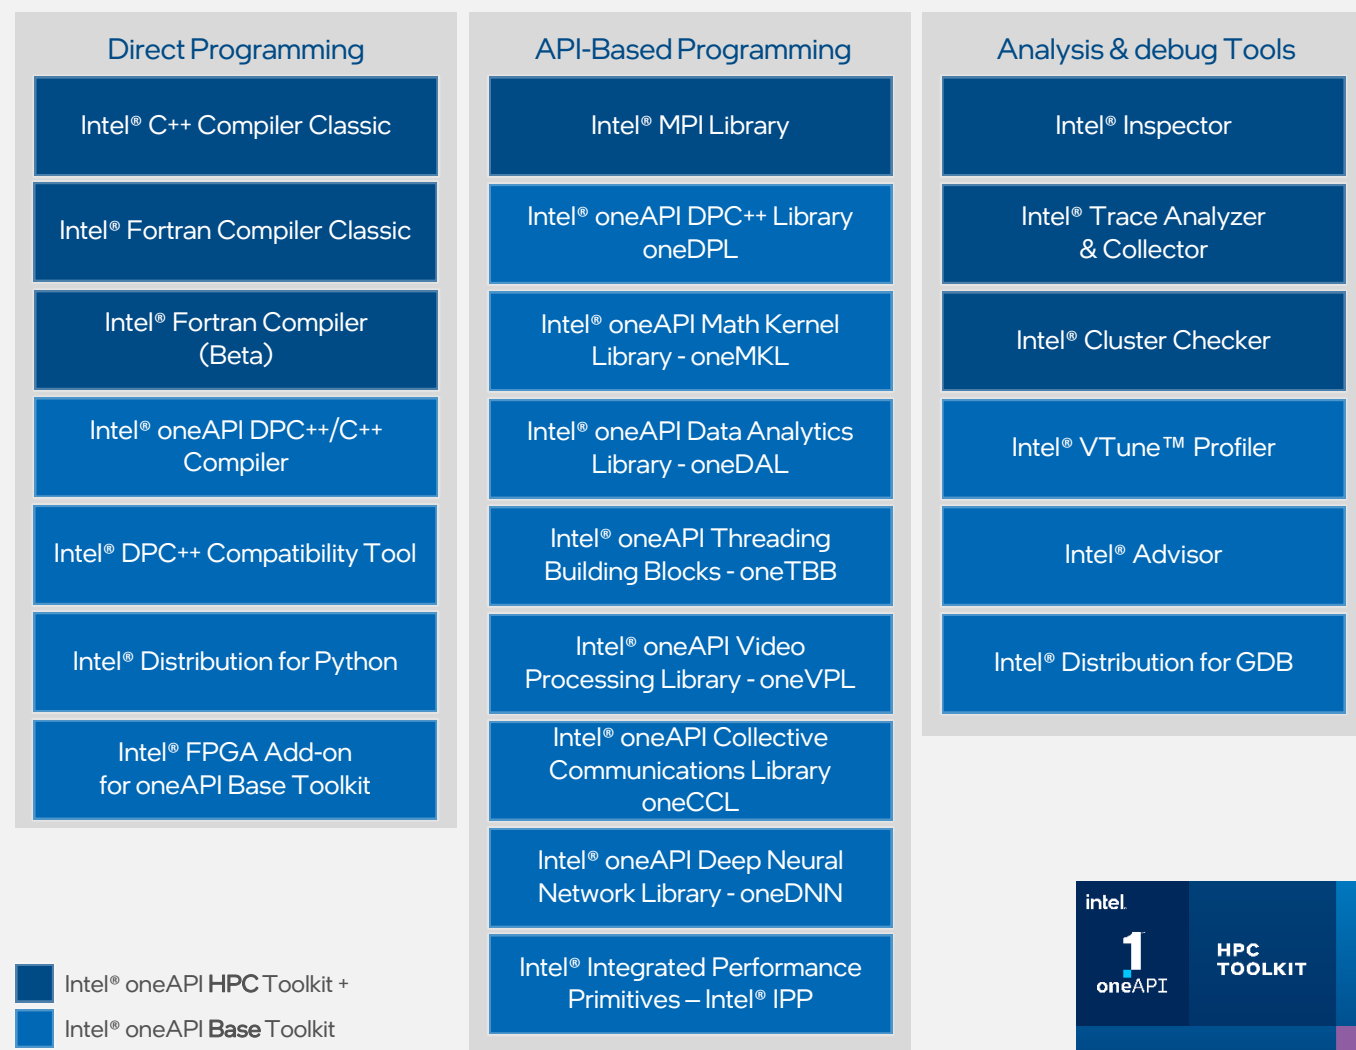 Direct Programming
Intel® C++ Compiler Classic
Intel® Fortran Compiler Classic
Intel® Fortran Compiler
(Beta)
Intel® oneAPI DPC++/C++
Compiler
Intel® DPC++ Compatibility Tool
Intel® Distribution for Python
Intel® FPGA Add-on
for oneAPI Base Toolkit
API-Based Programming
Intel® MPI Library
Intel® oneAPI DPC++ Library
oneDPL
Intel® oneAPI Math Kernel
Library - oneMKL
Intel® oneAPI Data Analytics
Library - oneDAL
Intel® oneAPI Threading
Building Blocks - oneTBB
Intel® oneAPI Video
Processing Library - oneVPL
Intel® oneAPI Collective
Communications Library
oneCCL
Intel® oneAPI Deep Neural
Network Library - oneDNN
Intel® Integrated Performance
Primitives – Intel® IPP
Analysis & debug Tools
Intel® Inspector
Intel® Trace Analyzer
& Collector
Intel® Cluster Checker
Intel® VTune™ Profiler
Intel® Advisor
Intel® Distribution for GDB
Intel® oneAPI HPC Toolkit +
Intel® oneAPI Base Toolkit
intel.
1
oneAPI
HPC
TOOLKIT